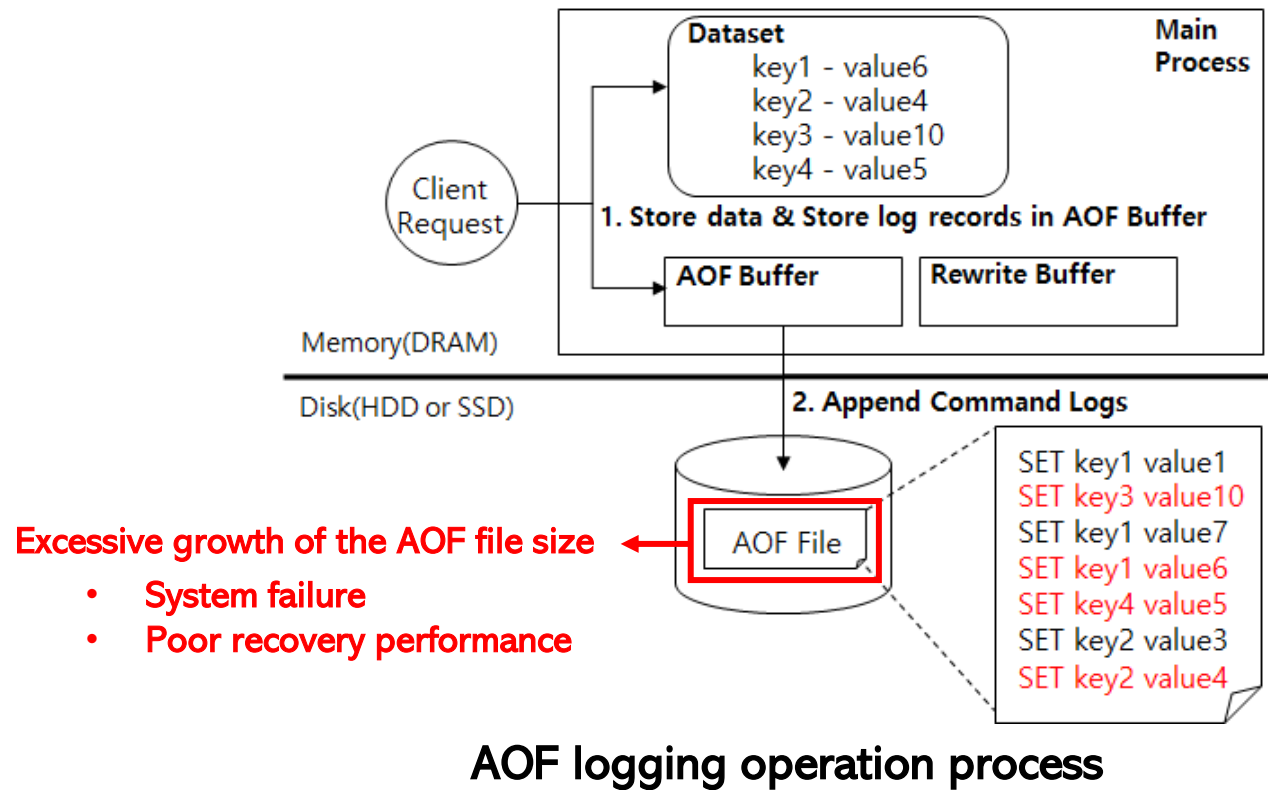 Dataset
key1 - value6
key2 - value4
key3 - value10
key4 - value5
Main
Process
Client
Request
1. Store data & Store log records in AOF Buffer
AOF Buffer
Rewrite Buffer
Memory(DRAM)
Disk(HDD or SSD)
2. Append Command Logs
SET key1 value1
SET key3 value10
SET key1 value7
SET key1 value6
SET key4 value5
SET key2 value3
SET key2 value4
AOF File
Excessive growth of the AOF file size
• System failure
• Poor recovery performance
AOF logging operation process